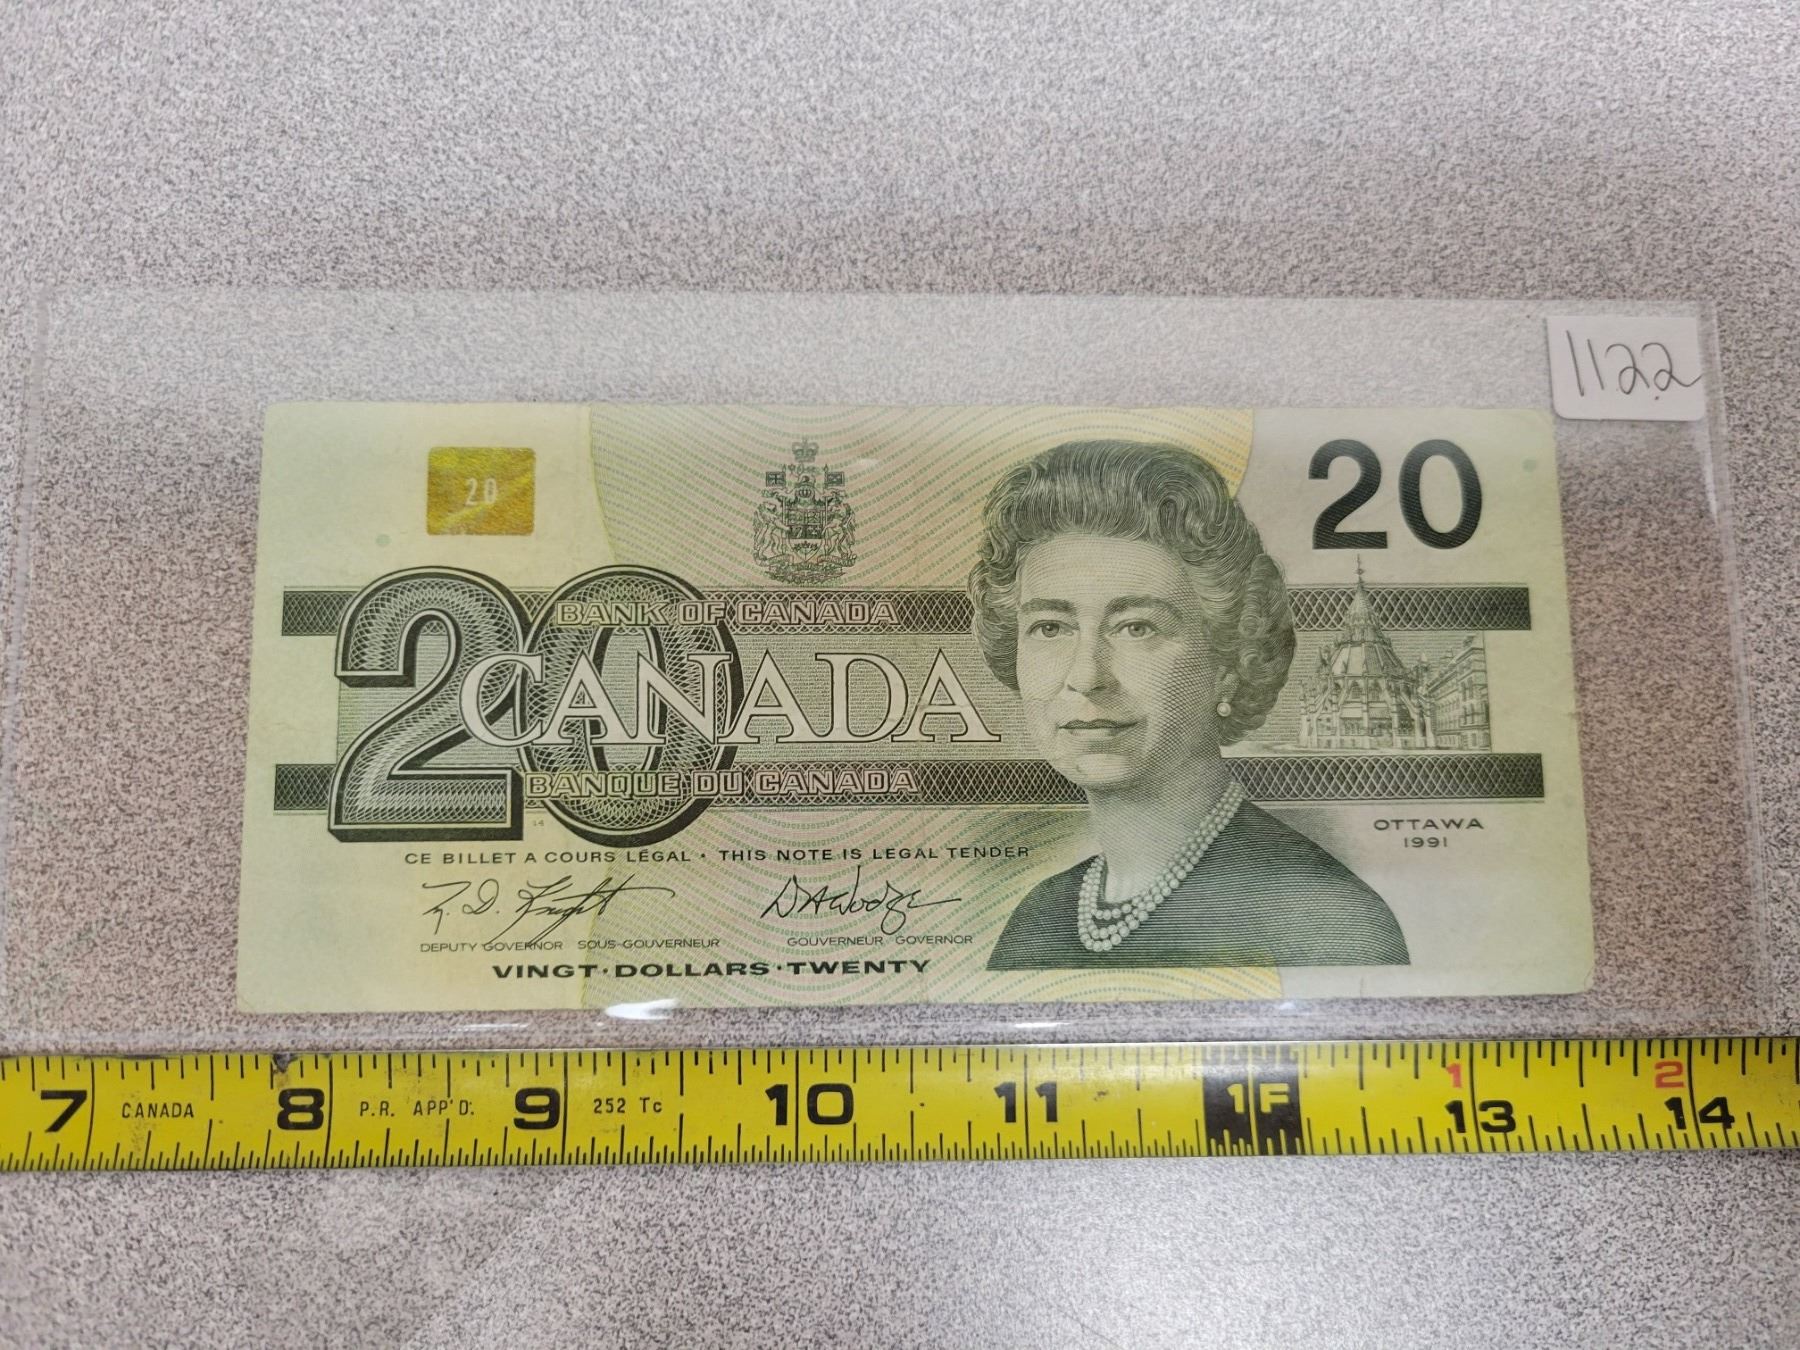 1122
20
20
20
BANK OF CANADA
CANADA
BANQUE DU CANADA
OTTAWA
1991
CE BILLET A COURS LÉGAL • THIS NOTE IS LEGAL TENDER
DEPUTY GOVERNOR SOUS-GOUVERNEUR GOUVERNEUR GOVERNOR
VINGT • DOLLARS • TWENTY
7 CANADA 8 P.R. APP'D. 9 252 Tc 10 11 1F 1 13 2 14